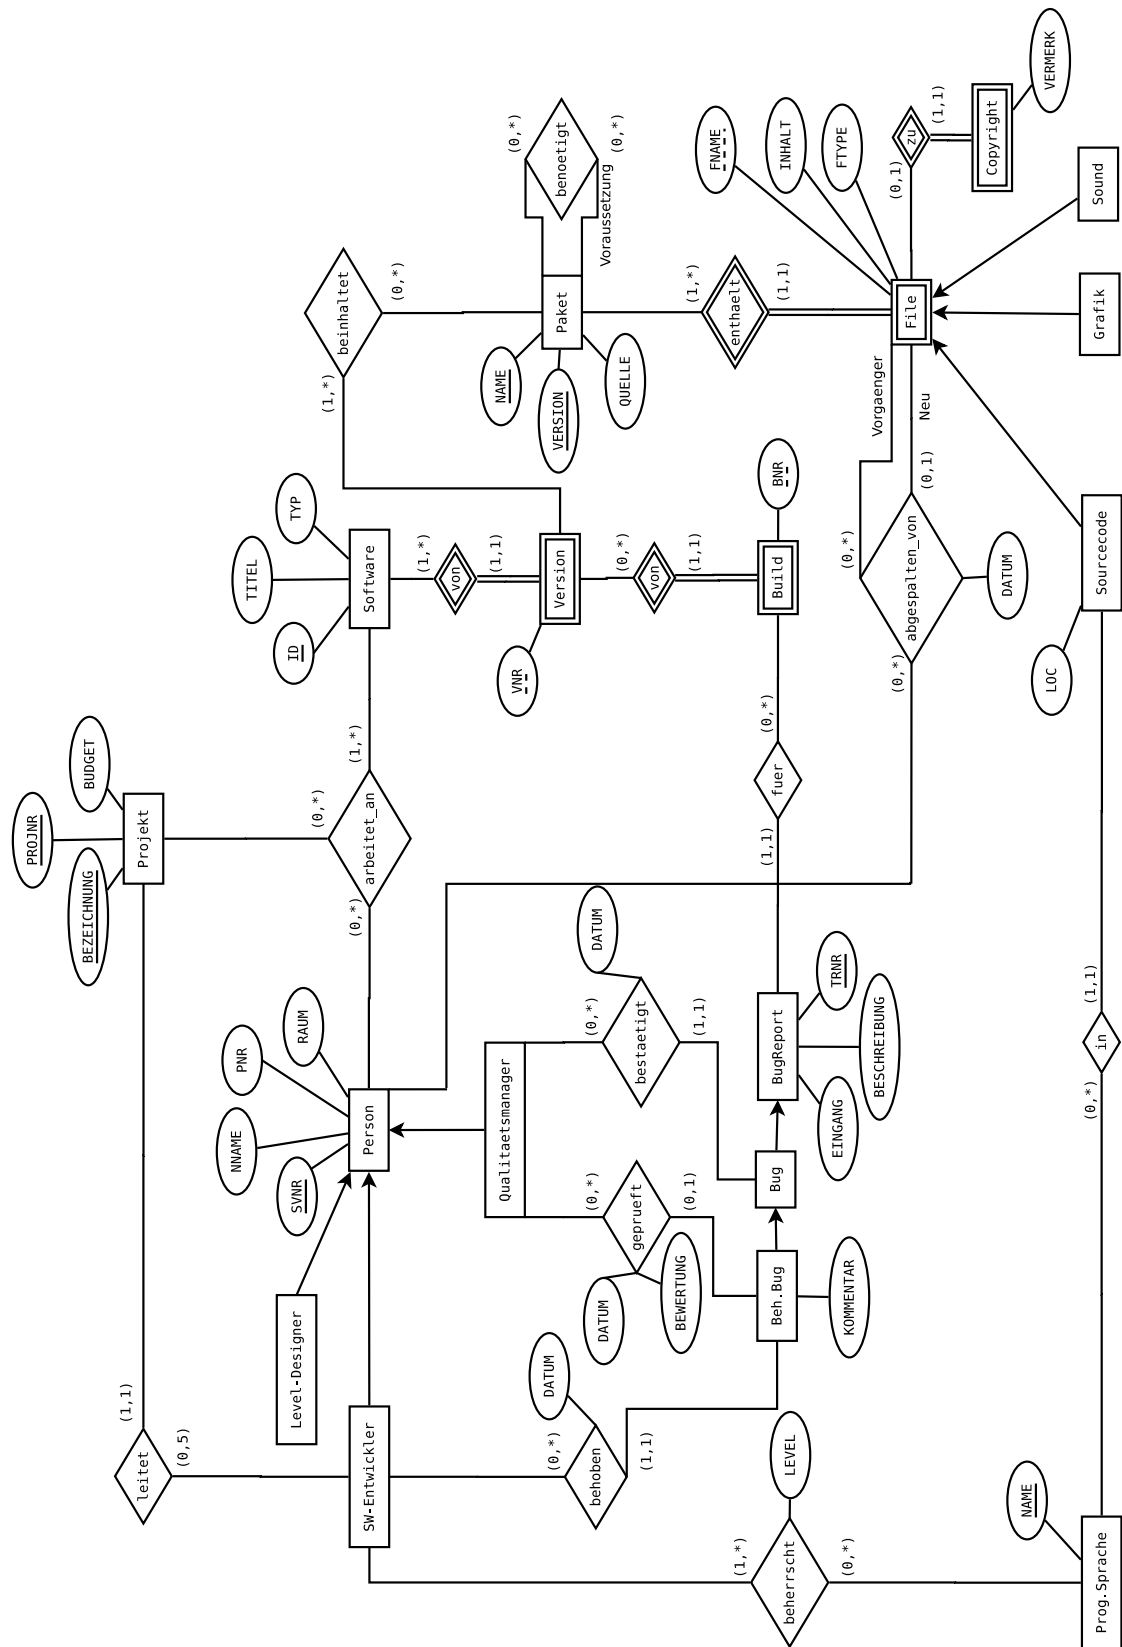 PROJNR
BEZEICHNUNG
BUDGET
Projekt
leitet
(1,1)
(0,5)
arbeitet_an
(0,*)
(1,*)
(0,*)
TITEL
TYP
ID
Software
von
(1,*)
(1,1)
VNR
Version
von
(0,*)
(1,1)
BNR
Build
beinhaltet
(1,*)
(0,*)
NAME
VERSION
QUELLE
Paket
benoetigt
(0,*)
(0,*)
Voraussetzung
enthaelt
(1,*)
(1,1)
FNAME
INHALT
FTYPE
File
zu
(0,1)
(1,1)
Copyright
VERMERK
Sound
Grafik
Sourcecode
LOC
Vorgaenger
Neu
abgespalten_von
(0,*)
(0,1)
(0,*)
DATUM
SVNR
NNAME
PNR
RAUM
Person
Level-Designer
SW-Entwickler
Qualitaetsmanager
bestaetigt
(0,*)
(1,1)
DATUM
geprueft
(0,*)
(0,1)
DATUM
BEWERTUNG
behoben
(0,*)
(1,1)
DATUM
fuer
(0,*)
(1,1)
BugReport
TRNR
BESCHREIBUNG
EINGANG
Bug
Beh.Bug
KOMMENTAR
beherrscht
(1,*)
(0,*)
LEVEL
Prog.Sprache
NAME
in
(0,*)
(1,1)